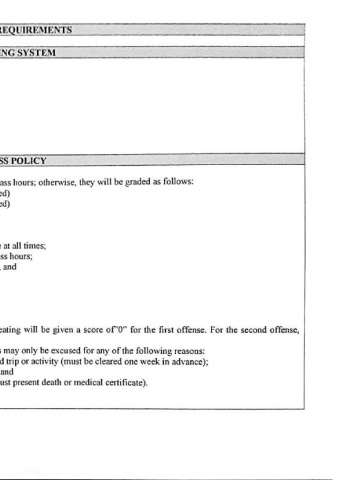 REQUIREMENTS
NG SYSTEM
SS POLICY
ass hours; otherwise, they will be graded as follows:
ed)
ed)
e at all times;
ss hours;
, and
eating will be given a score of"0" for the first offense. For the second offense,
s may only be excused for any of the following reasons:
d trip or activity (must be cleared one week in advance);
and
ust present death or medical certificate).